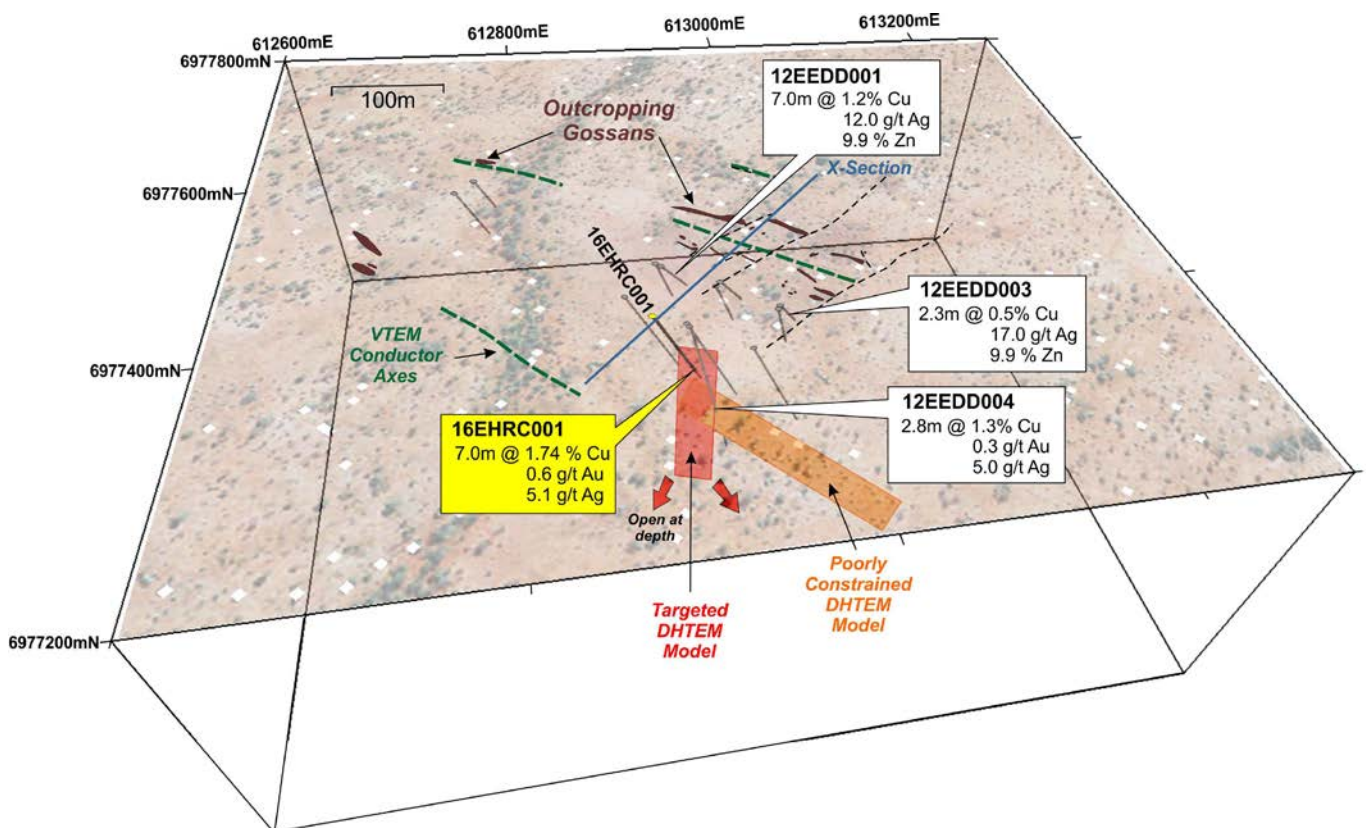 612600mE
612800mE
613000mE
613200mE
6977800mN
100m
Outcropping
Gossans
12EEDD001
7.0m @ 1.2% Cu
12.0 g/t Ag
9.9 % Zn
X-Section
6977600mN
16EHRC001
12EEDD003
2.3m @ 0.5% Cu
17.0 g/t Ag
9.9 % Zn
VTEM
Conductor
Axes
6977400mN
12EEDD004
2.8m @ 1.3% Cu
0.3 g/t Au
5.0 g/t Ag
16EHRC001
7.0m @ 1.74 % Cu
0.6 g/t Au
5.1 g/t Ag
Open at
depth
Poorly
Constrained
DHTEM
Model
Targeted
DHTEM
Model
6977200mN